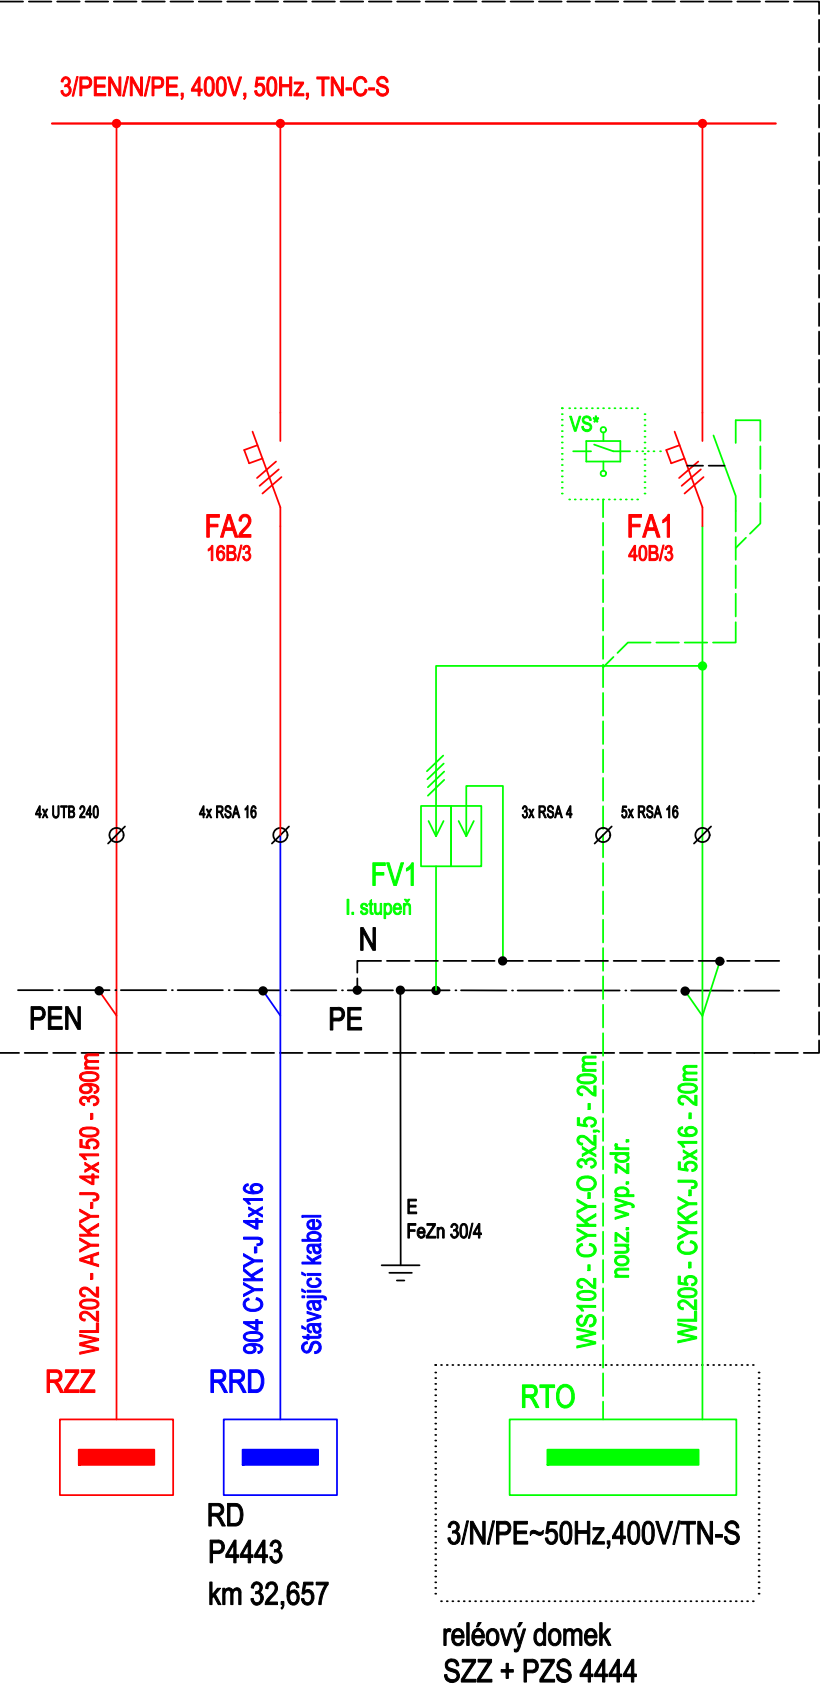 3/PEN/N/PE, 400V, 50Hz, TN-C-S
VS*
FA2
16B/3
FA1
40B/3
4x UTB 240
4x RSA 16
3x RSA 4
5x RSA 16
FV1
I. stupeň
N
PEN
PE
WL202 - AYKY-J 4x150 - 390m
904 CYKY-J 4x16
Stávající kabel
E
FeZn 30/4
WS102 - CYKY-O 3x2,5 - 20m
nouz. vyp. zdr.
WL205 - CYKY-J 5x16 - 20m
RZZ
RRD
RTO
RD
P4443
km 32,657
3/N/PE~50Hz,400V/TN-S
reléový domek
SZZ + PZS 4444